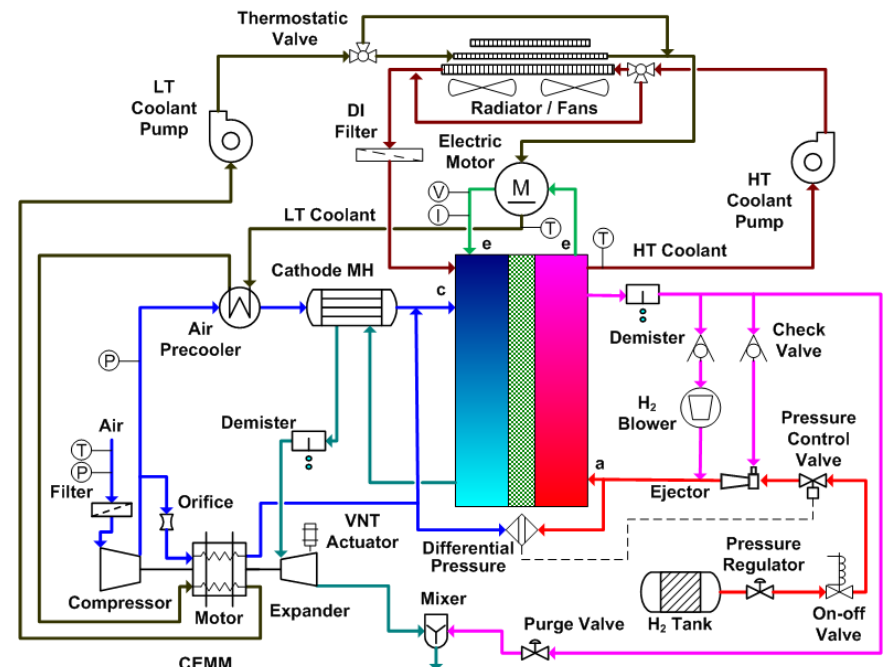 Thermostatic
Valve
LT
Coolant
Pump
DI
Filter
Radiator / Fans
Electric
Motor
M
V
I
T
HT
Coolant
Pump
LT Coolant
e
e
T
HT Coolant
Cathode MH
c
Air
Precooler
Demister
Check
Valve
P
H2
Blower
Pressure
Control
Valve
Air
T
P
Filter
Demister
a
Ejector
Orifice
VNT
Actuator
Differential
Pressure
Pressure
Regulator
Compressor
Motor
Expander
Mixer
Purge Valve
H2 Tank
On-off
Valve
CEMM